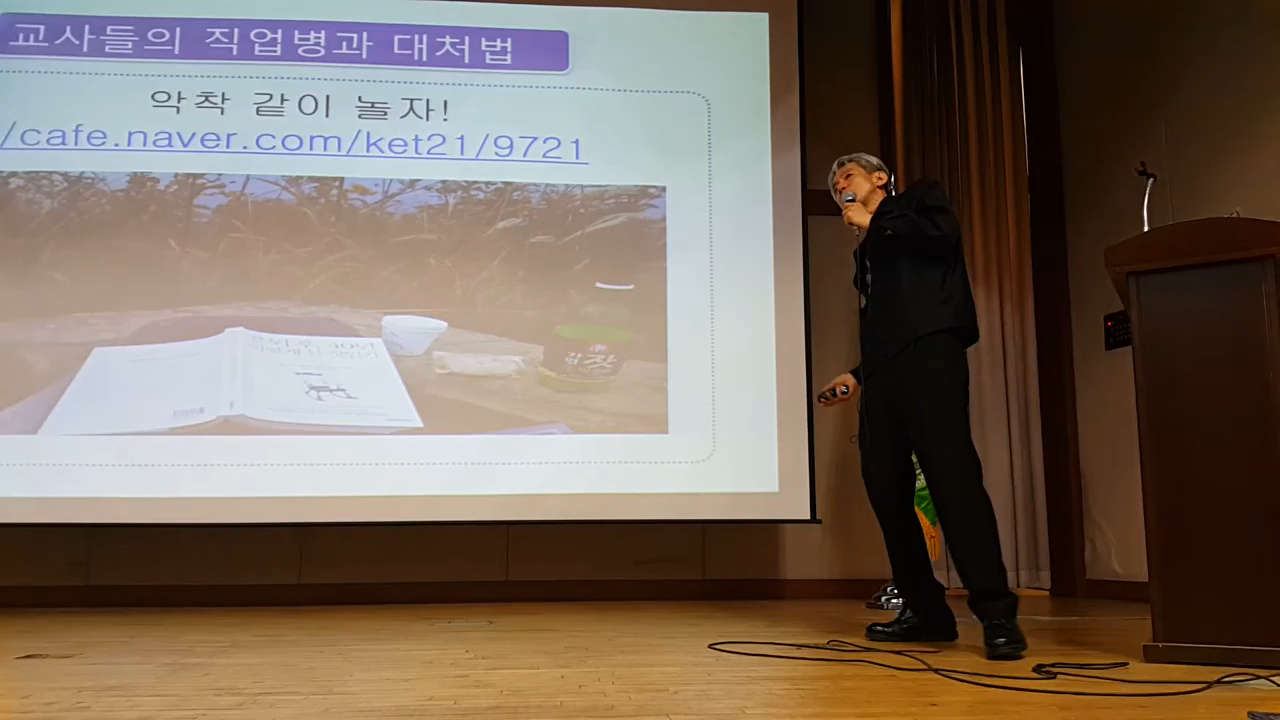 교사들의 직업병과 대처법
악착 같이 놀자!
/cafe.naver.com/ket21/9721